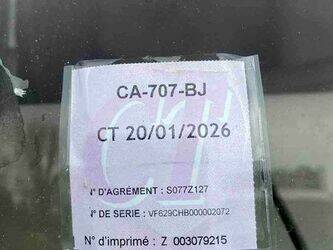 CA-707-BJ
CT 20/01/2026
N° D'AGRÉMENT : S077Z127
N° DE SERIE : VF629CHB000002072
N° d'imprimé : Z 003079215